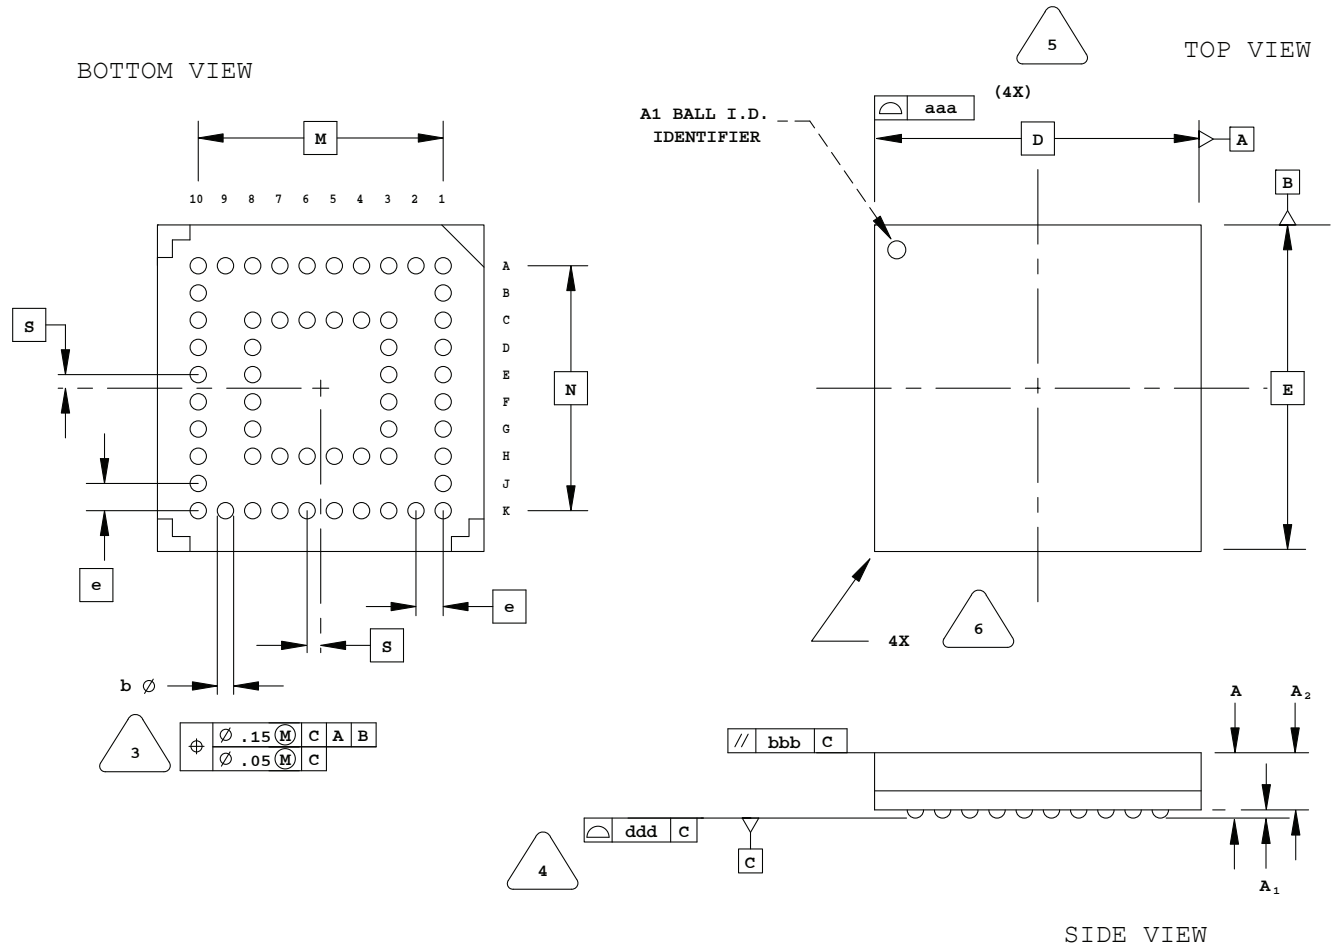 BOTTOM VIEW
M
10 9 8 7 6 5 4 3 2 1
A
B
C
D
E
F
G
H
J
K
S
N
e
e
S
b Ø
3
⌖ Ø .15 Ⓜ C A B
Ø .05 Ⓜ C
5
TOP VIEW
(4X)
⌓ aaa
A1 BALL I.D.
IDENTIFIER
D
A
B
E
4X
6
A
A₂
// bbb C
⌓ ddd C
C
4
A₁
SIDE VIEW